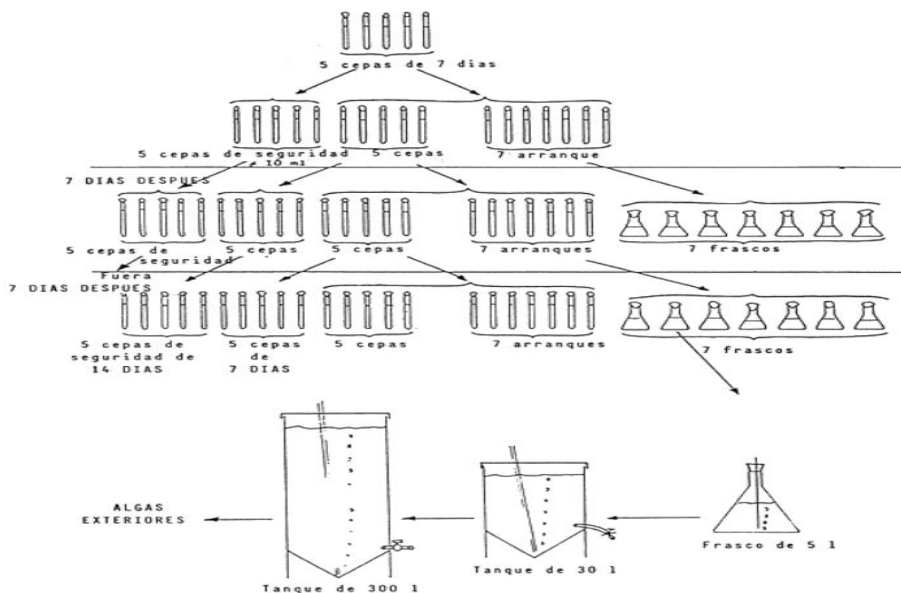 5 cepas de 7 dias
5 cepas de seguridad 5 cepas 7 arranque
10 ml
7 DIAS DESPUES
5 cepas de seguridad 5 cepas 5 cepas 7 arranques 7 frascos
Fuera
7 DIAS DESPUES
5 cepas de seguridad de 14 DIAS
5 cepas de 7 DIAS
5 cepas
7 arranques
7 frascos
ALGAS
EXTERIORES
Tanque de 300 l
Tanque de 30 l
Frasco de 5 l